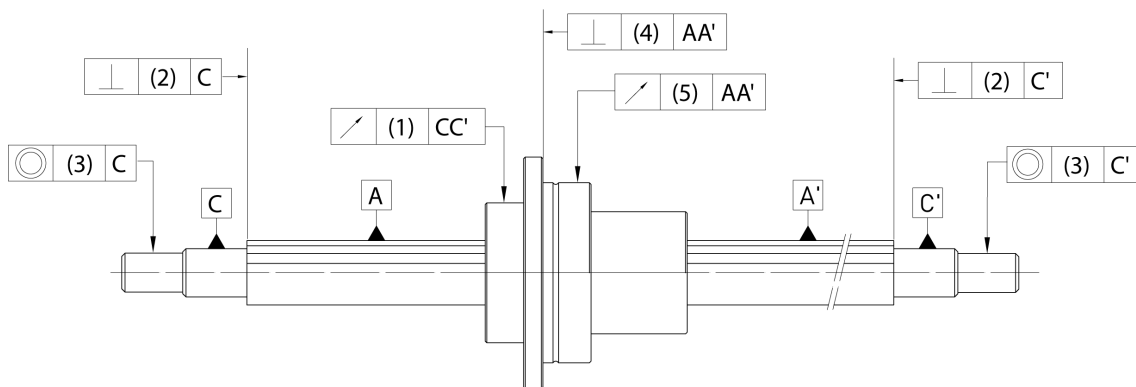 (4) AA'
(2) C
(2) C'
(5) AA'
(1) CC'
(3) C
(3) C'
C
A
A'
C'